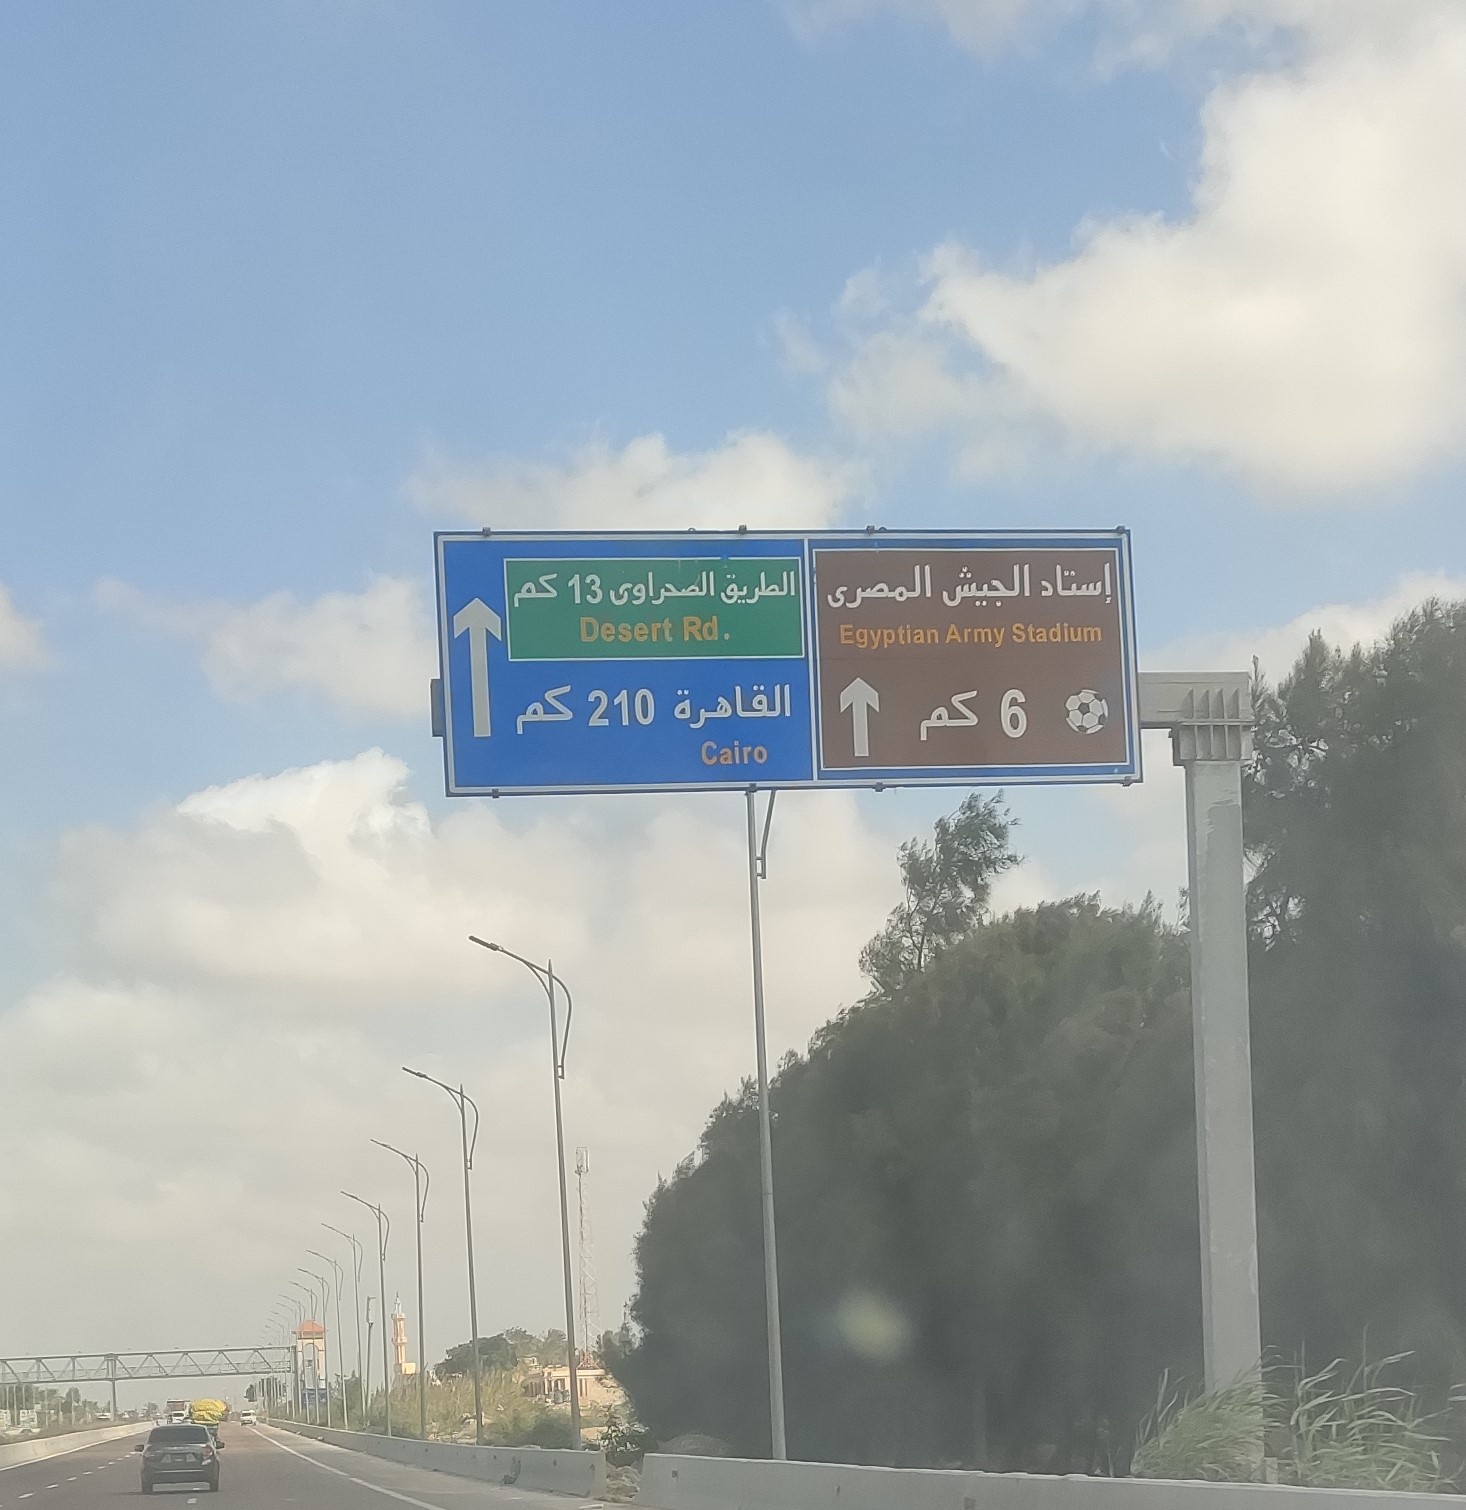 إستاد الجيش المصرى
Egyptian Army Stadium
6 كم
الطريق الصحراوى 13 كم
Desert Rd.
القاهرة 210 كم
Cairo